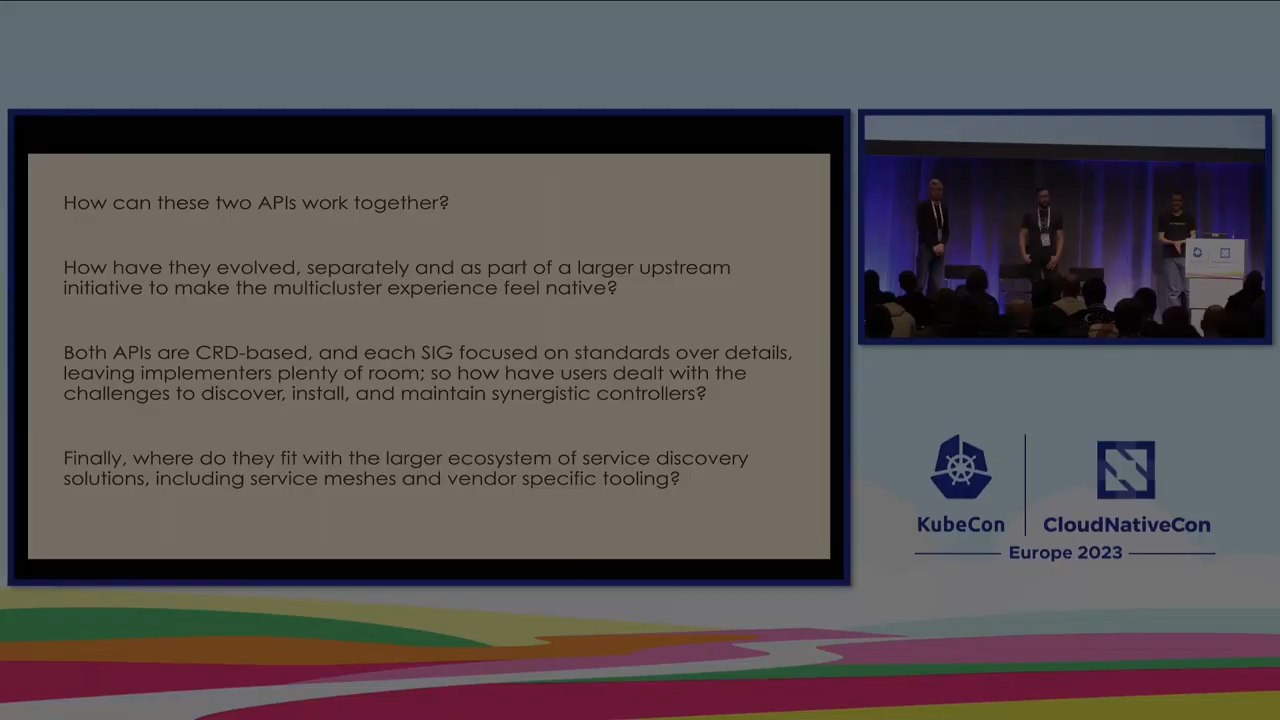 How can these two APIs work together?
How have they evolved, separately and as part of a larger upstream
initiative to make the multicluster experience feel native?
Both APIs are CRD-based, and each SIG focused on standards over details,
leaving implementers plenty of room; so how have users dealt with the
challenges to discover, install, and maintain synergistic controllers?
Finally, where do they fit with the larger ecosystem of service discovery
solutions, including service meshes and vendor specific tooling?
KubeCon
CloudNativeCon
Europe 2023